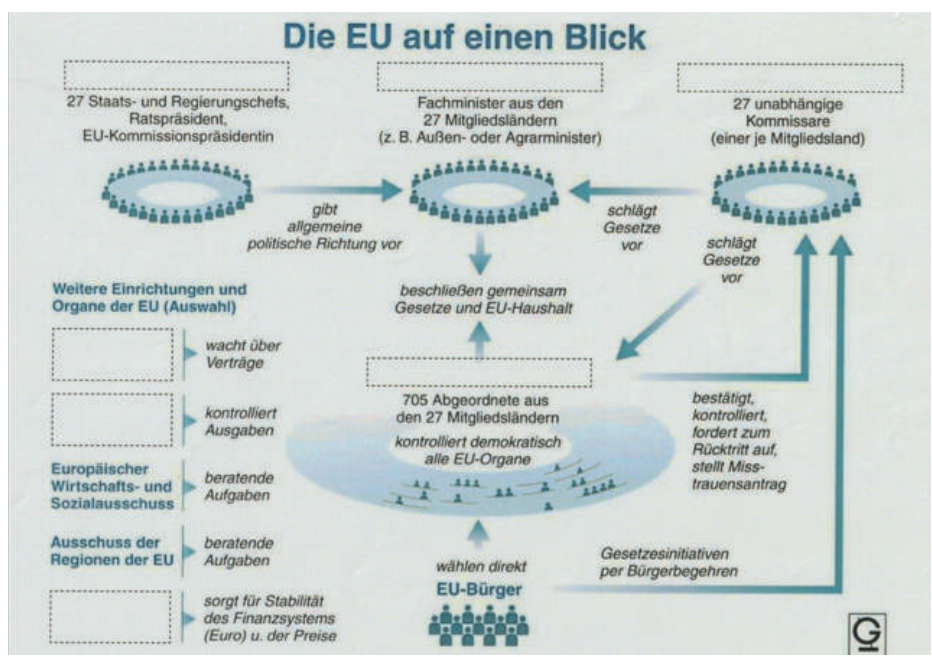 Die EU auf einen Blick
27 Staats- und Regierungschefs,
Ratspräsident,
EU-Kommissionspräsidentin
Fachminister aus den
27 Mitgliedsländern
(z. B. Außen- oder Agrarminister)
27 unabhängige
Kommissare
(einer je Mitgliedsland)
gibt
allgemeine
politische Richtung vor
schlägt
Gesetze
vor
schlägt
Gesetze
vor
beschließen gemeinsam
Gesetze und EU-Haushalt
Weitere Einrichtungen und
Organe der EU (Auswahl)
wacht über
Verträge
kontrolliert
Ausgaben
Europäischer
Wirtschafts- und
Sozialausschuss
beratende
Aufgaben
Ausschuss der
Regionen der EU
beratende
Aufgaben
sorgt für Stabilität
des Finanzsystems
(Euro) u. der Preise
705 Abgeordnete aus
den 27 Mitgliedsländern
kontrolliert demokratisch
alle EU-Organe
bestätigt,
kontrolliert,
fordert zum
Rücktritt auf,
stellt Miss-
trauensantrag
wählen direkt
EU-Bürger
Gesetzesinitiativen
per Bürgerbegehren
G